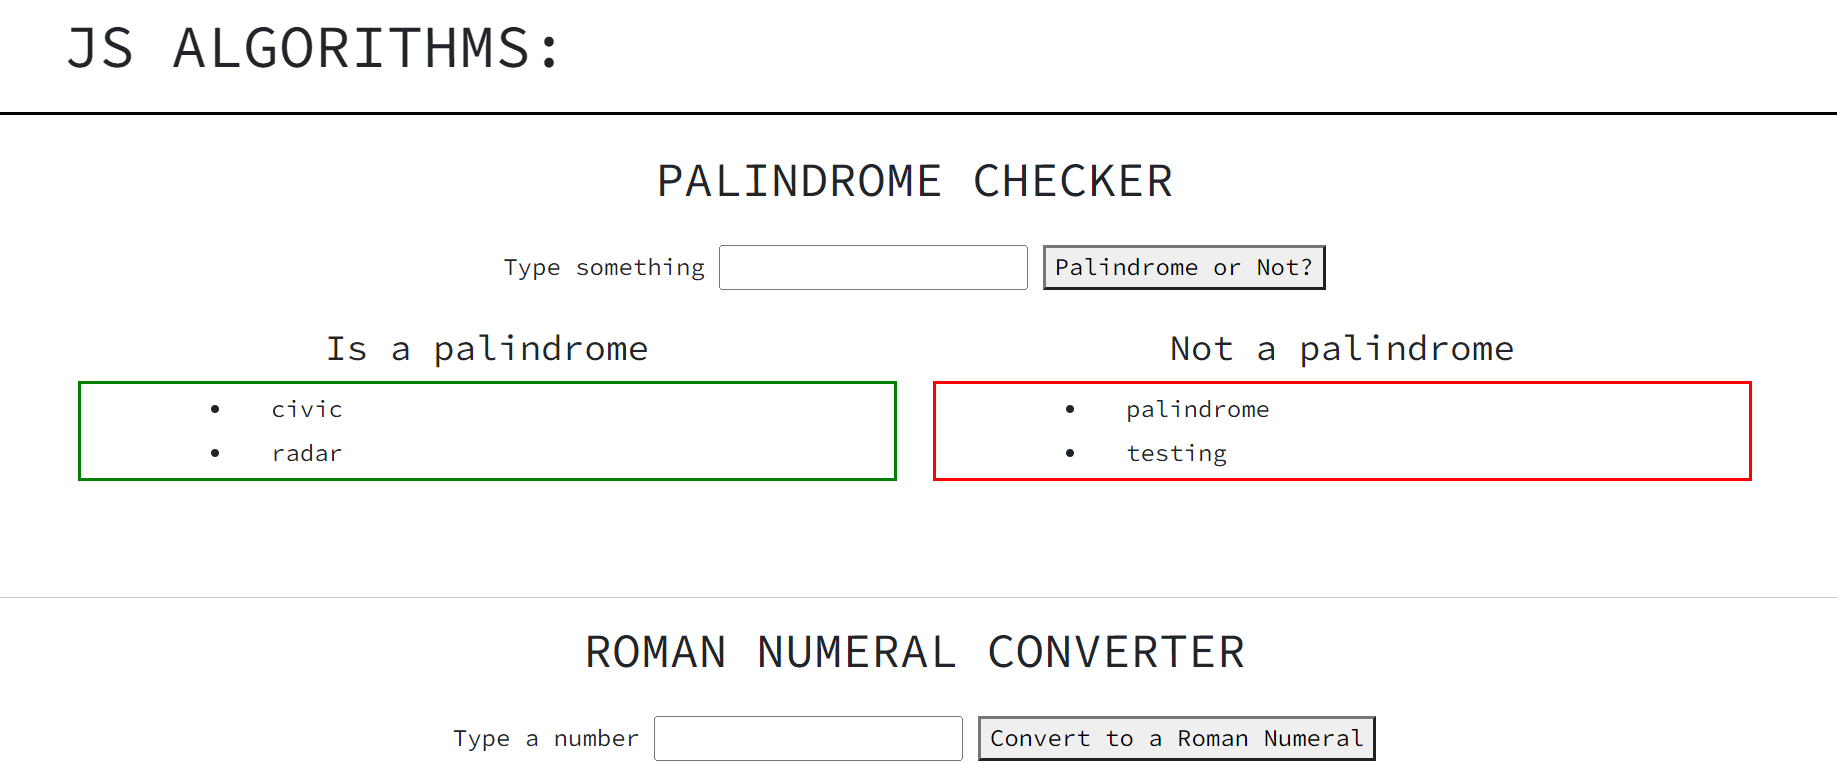 JS ALGORITHMS:
PALINDROME CHECKER
Type something Palindrome or Not?
Is a palindrome
civic
radar
Not a palindrome
palindrome
testing
ROMAN NUMERAL CONVERTER
Type a number Convert to a Roman Numeral